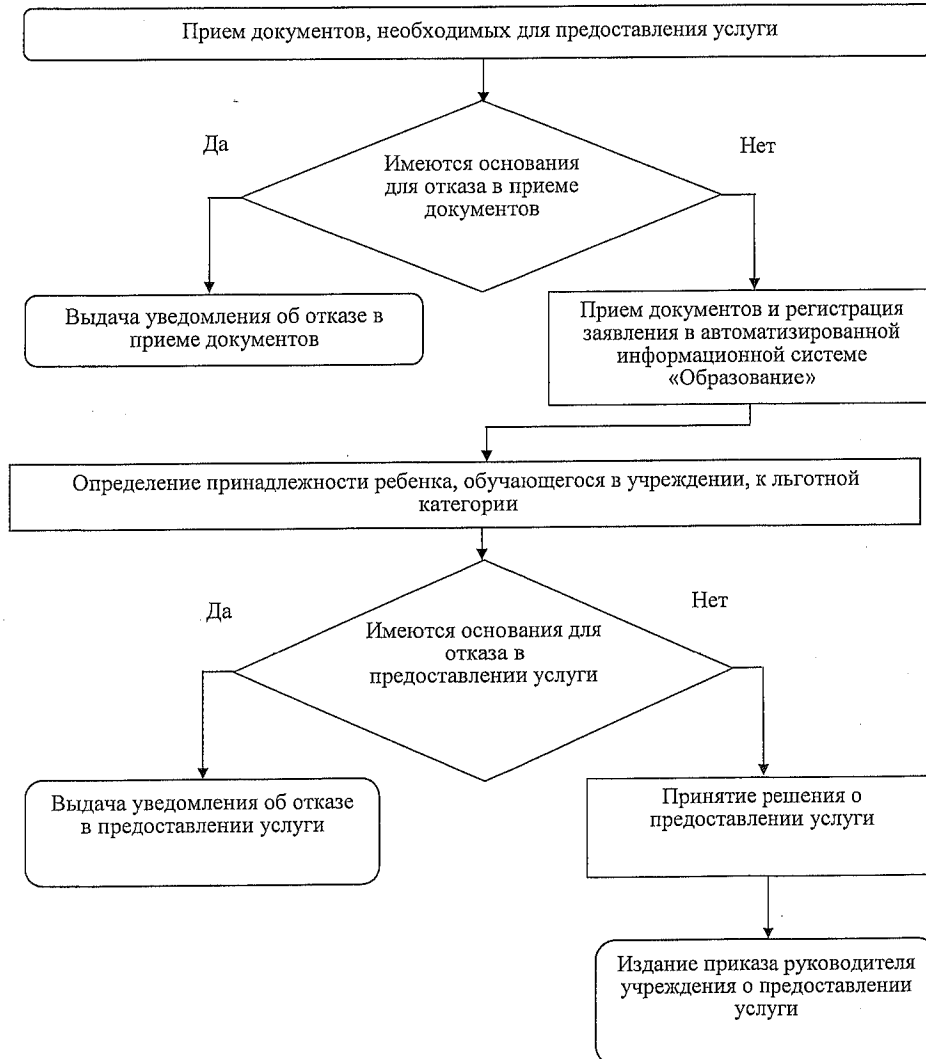 Прием документов, необходимых для предоставления услуги
Да
Нет
Имеются основания
для отказа в приеме
документов
Выдача уведомления об отказе в
приеме документов
Прием документов и регистрация
заявления в автоматизированной
информационной системе
«Образование»
Определение принадлежности ребенка, обучающегося в учреждении, к льготной
категории
Да
Нет
Имеются основания для
отказа в
предоставлении услуги
Выдача уведомления об отказе
в предоставлении услуги
Принятие решения о
предоставлении услуги
Издание приказа руководителя
учреждения о предоставлении
услуги